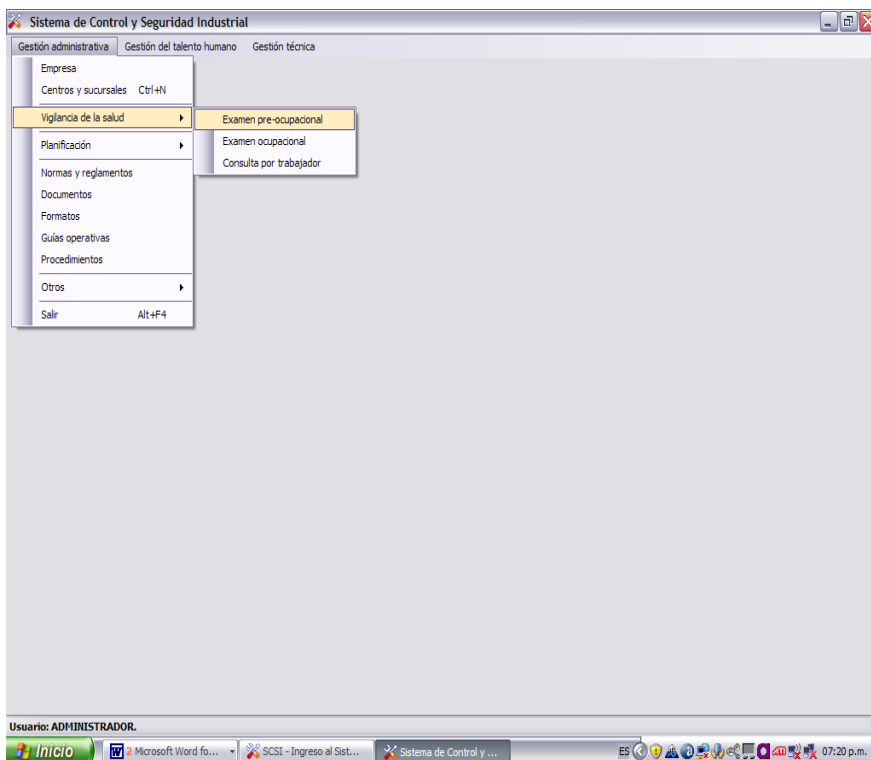 Sistema de Control y Seguridad Industrial
Gestión administrativa Gestión del talento humano Gestión técnica
Empresa
Centros y sucursales Ctrl+N
Vigilancia de la salud
Examen pre-ocupacional
Examen ocupacional
Consulta por trabajador
Planificación
Normas y reglamentos
Documentos
Formatos
Guías operativas
Procedimientos
Otros
Salir Alt+F4
Usuario: ADMINISTRADOR.
Inicio 2 Microsoft Word fo... SCSI - Ingreso al Sist... Sistema de Control y ... ES 07:20 p.m.